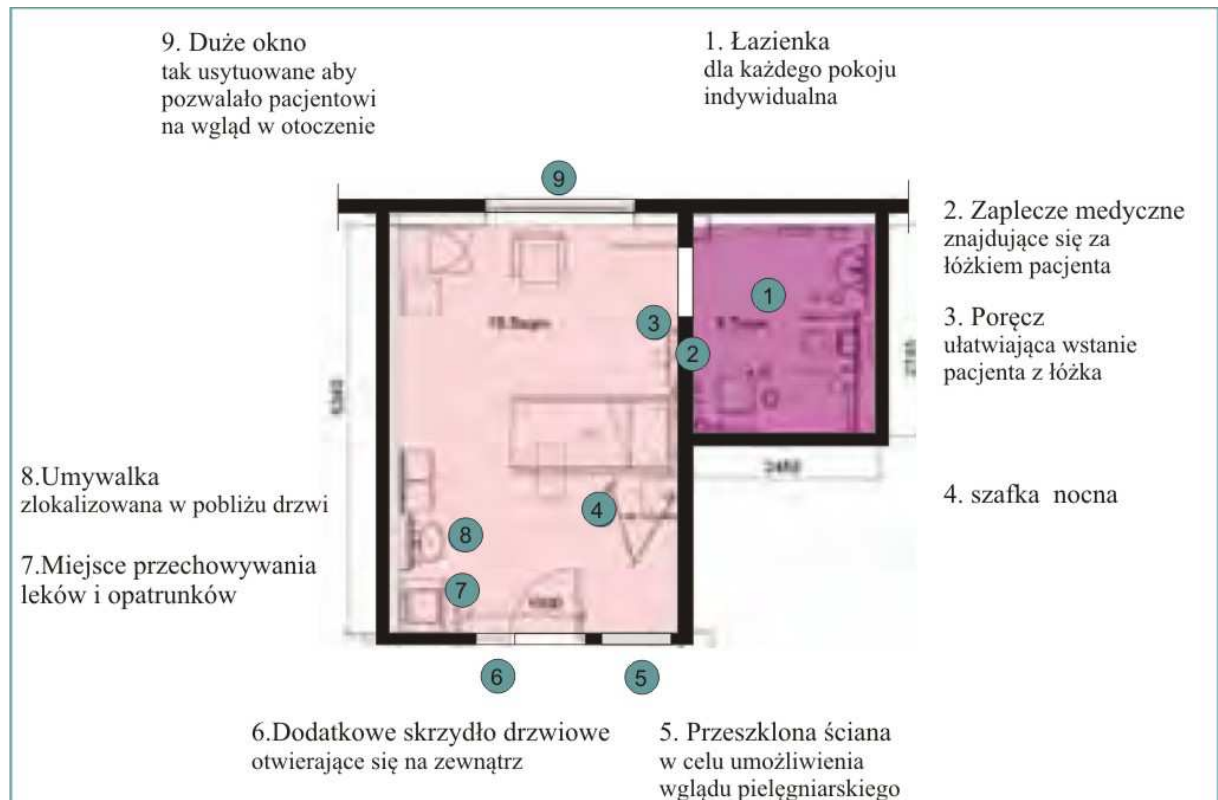 9. Duże okno
tak usytuowane aby
pozwalało pacjentowi
na wgląd w otoczenie
1. Łazienka
dla każdego pokoju
indywidualna
9
2. Zaplecze medyczne
znajdujące się za
łóżkiem pacjenta
1
3
2
3. Poręcz
ułatwiająca wstanie
pacjenta z łóżka
8.Umywalka
zlokalizowana w pobliżu drzwi
4. szafka nocna
4
8
7.Miejsce przechowywania
leków i opatrunków
7
6
5
6.Dodatkowe skrzydło drzwiowe
otwierające się na zewnątrz
5. Przeszklona ściana
w celu umożliwienia
wglądu pielęgniarskiego